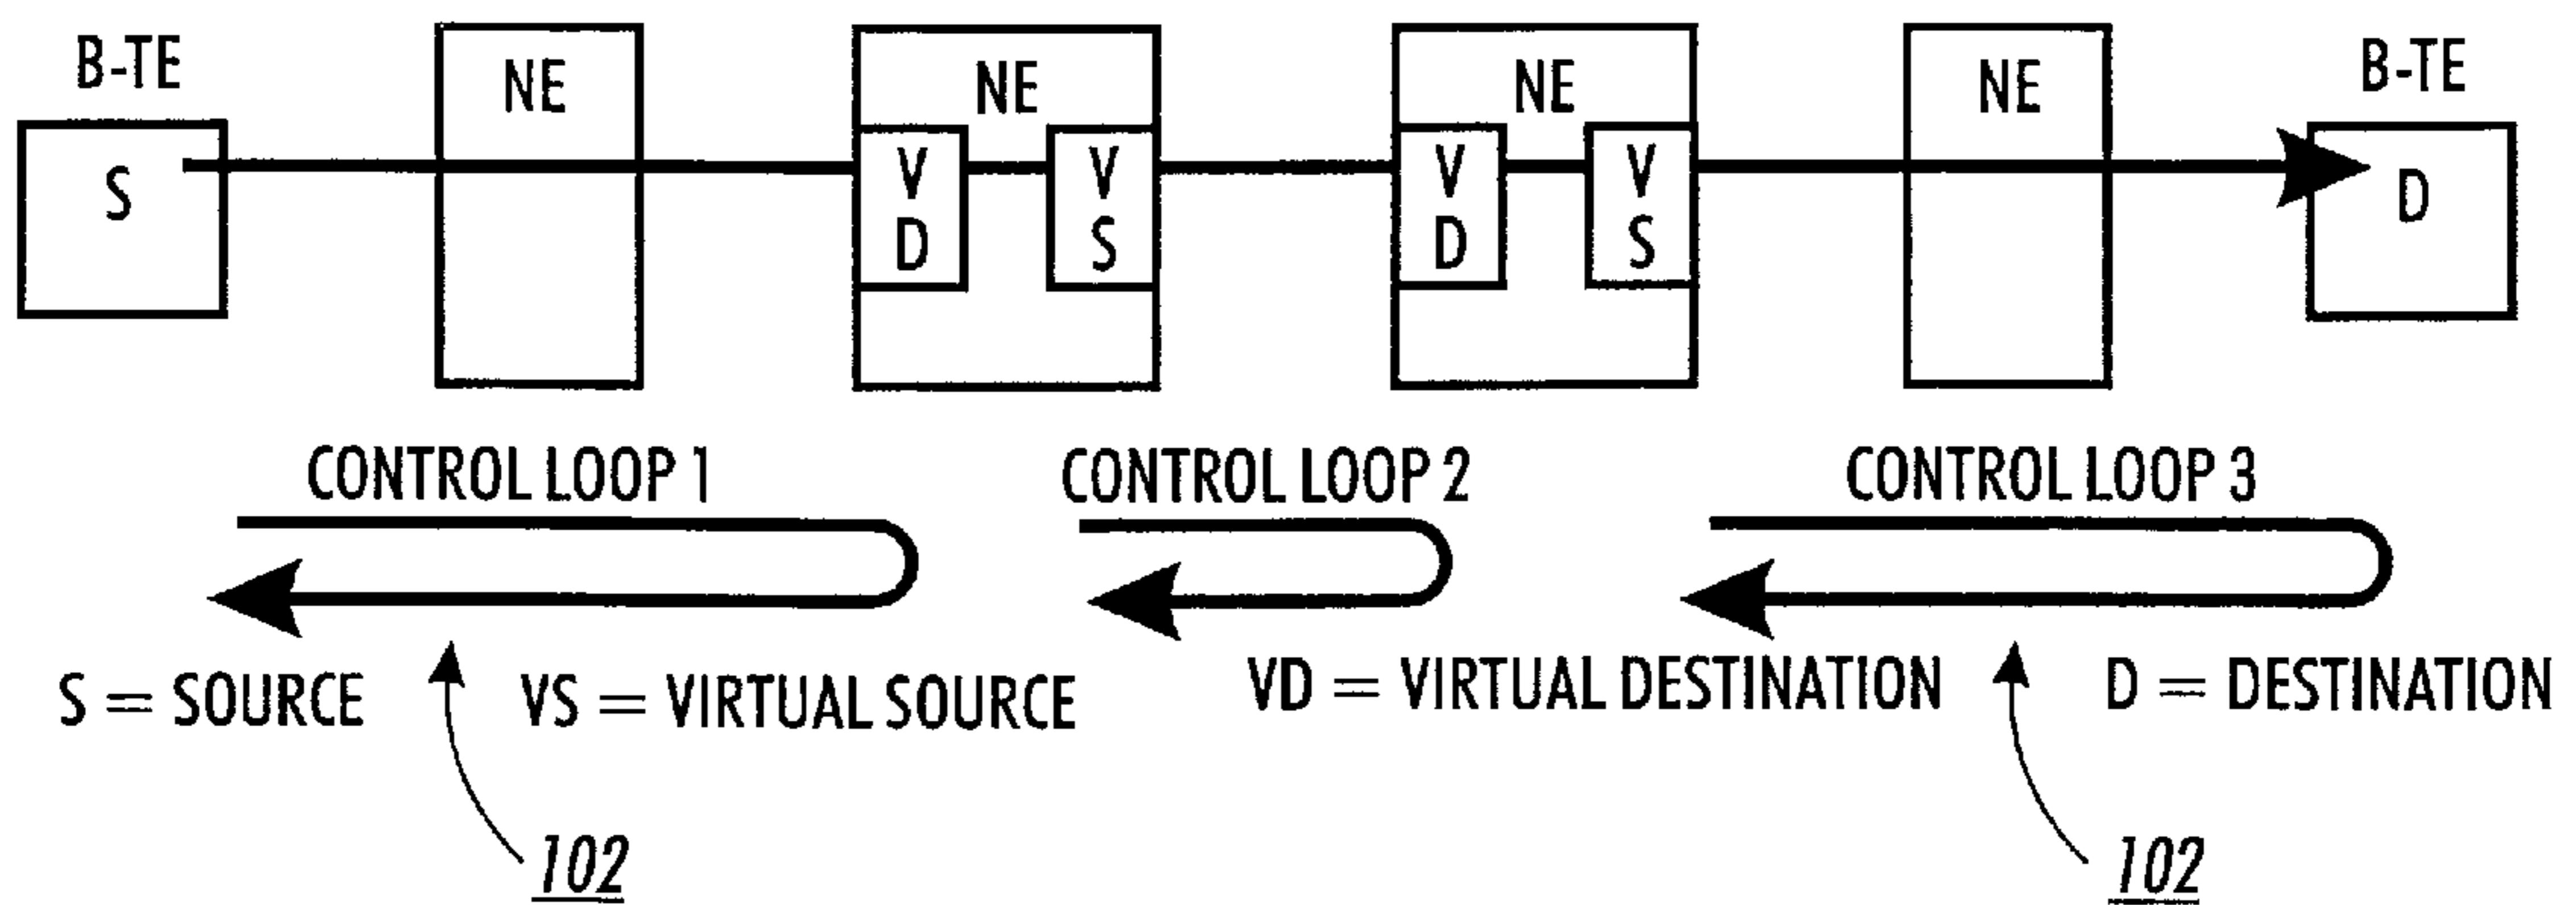 B-TE
NE
NE
NE
NE
B-TE
S
V
D
V
S
V
D
V
S
D
CONTROL LOOP 1
CONTROL LOOP 2
CONTROL LOOP 3
S = SOURCE
VS = VIRTUAL SOURCE
VD = VIRTUAL DESTINATION
D = DESTINATION
102
102